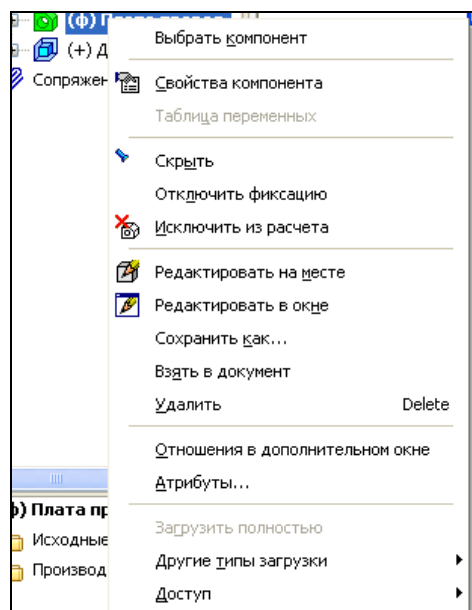 (ф) Плата
(+) Д
Сопряжен
Выбрать компонент
Свойства компонента
Таблица переменных
Скрыть
Отключить фиксацию
Исключить из расчета
Редактировать на месте
Редактировать в окне
Сохранить как...
Взять в документ
Удалить Delete
Отношения в дополнительном окне
Атрибуты...
Загрузить полностью
Другие типы загрузки
Доступ
ф) Плата пр
Исходные
Производ